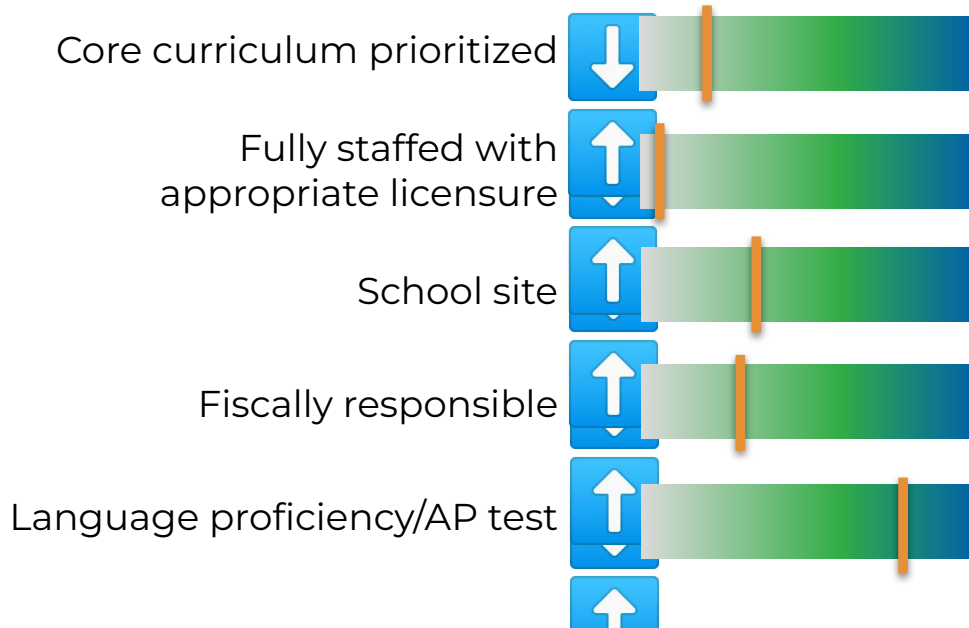 Core curriculum prioritized
Fully staffed with
appropriate licensure
School site
Fiscally responsible
Language proficiency/AP test